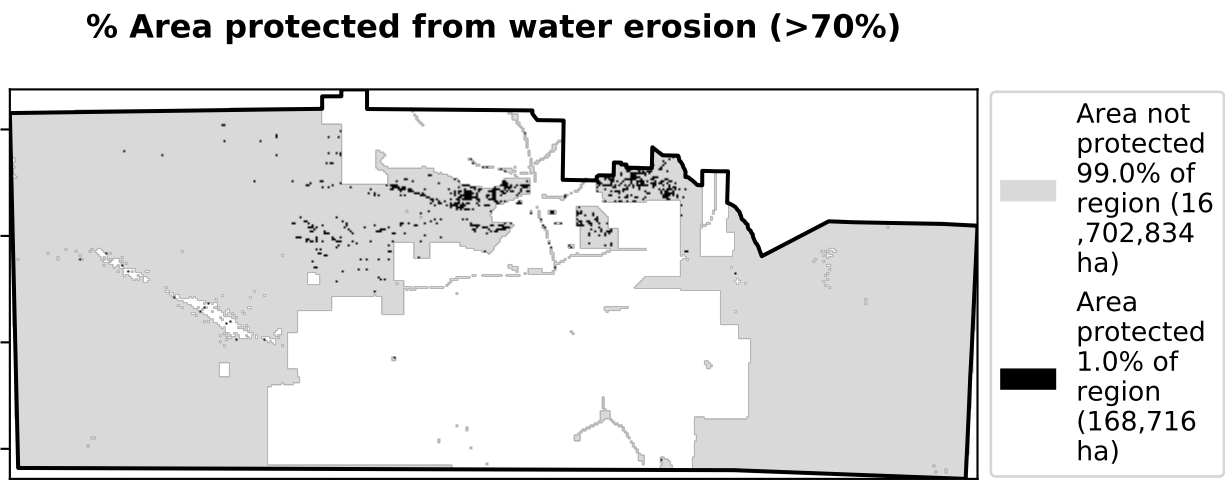 % Area protected from water erosion (>70%)
Area not
protected
99.0% of
region (16
,702,834
ha)
Area
protected
1.0% of
region
(168,716
ha)